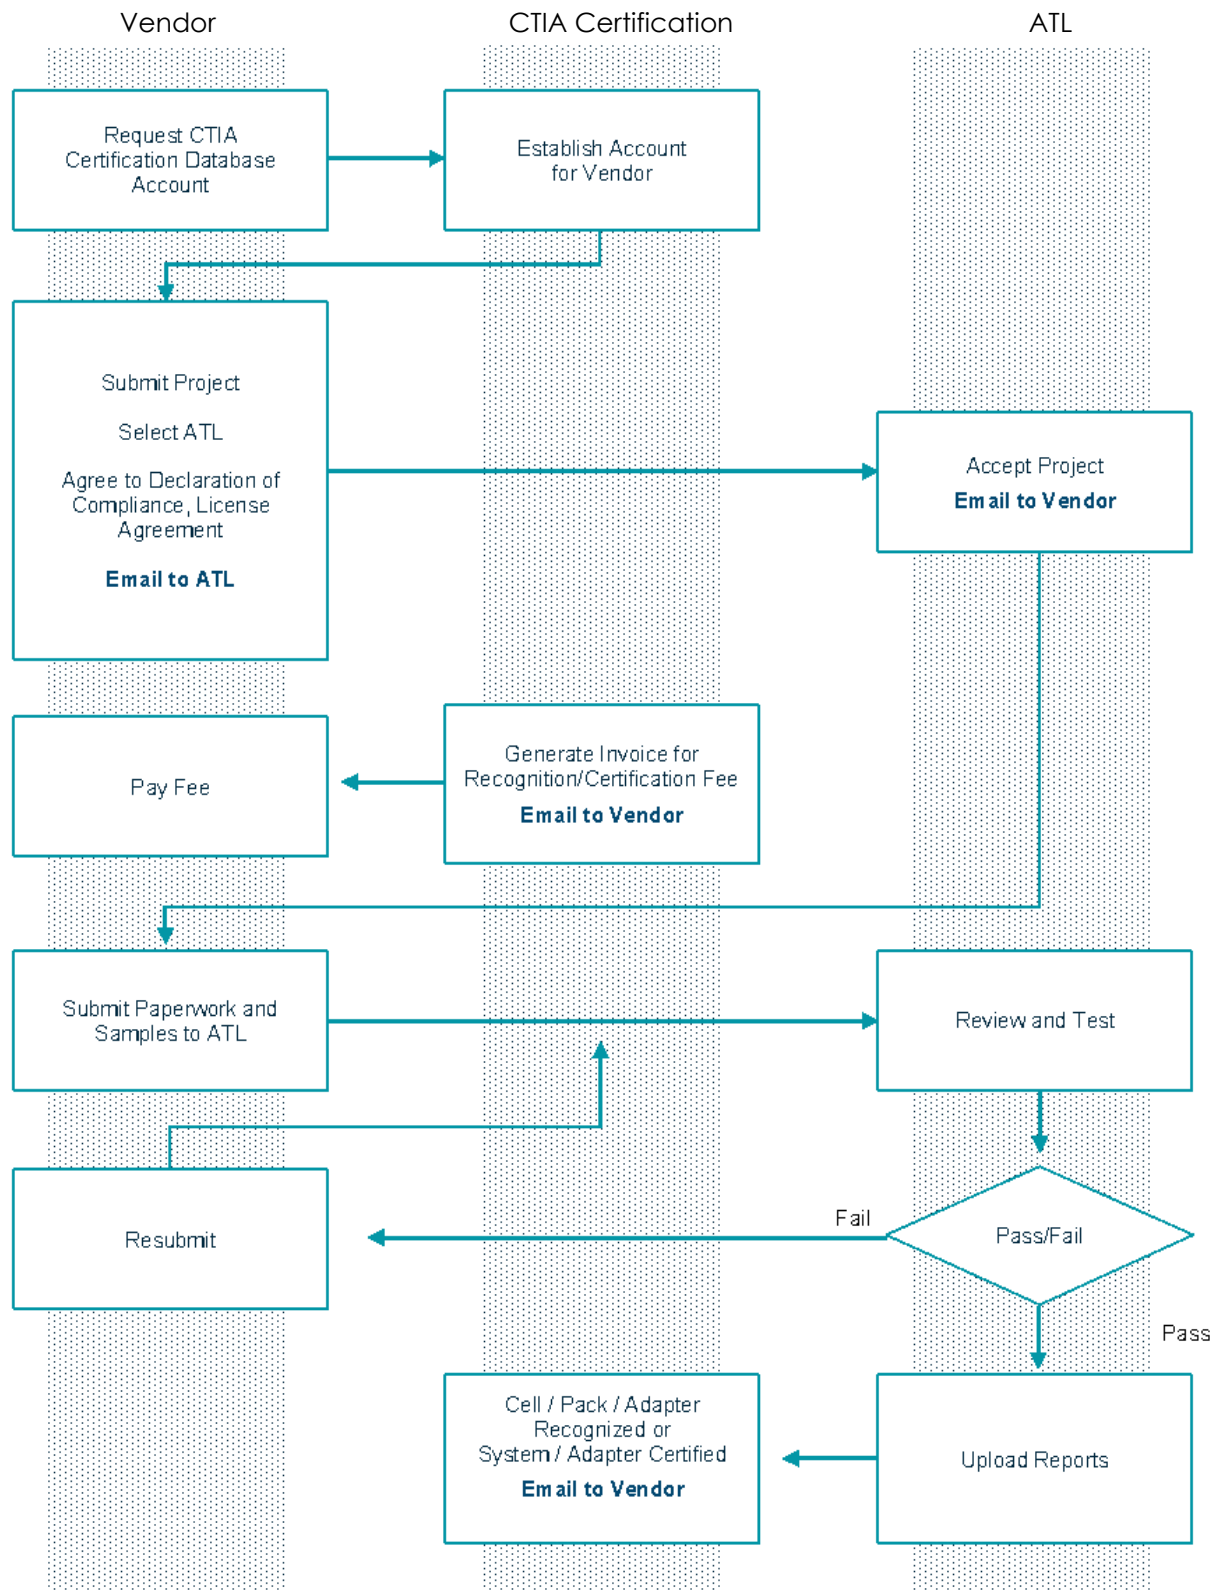 Vendor
CTIA Certification
ATL
Request CTIA
Certification Database
Account
Establish Account
for Vendor
Submit Project
Select ATL
Agree to Declaration of
Compliance, License
Agreement
Email to ATL
Accept Project
Email to Vendor
Pay Fee
Generate Invoice for
Recognition/Certification Fee
Email to Vendor
Submit Paperwork and
Samples to ATL
Review and Test
Resubmit
Fail
Pass/Fail
Pass
Cell / Pack / Adapter
Recognized or
System / Adapter Certified
Email to Vendor
Upload Reports